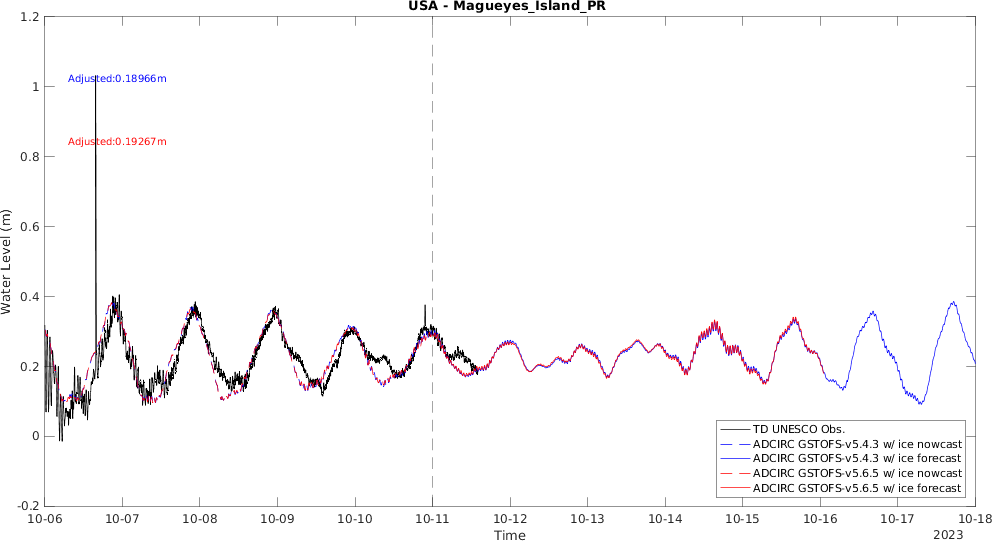 USA - Magueyes_Island_PR
1.2
1
0.8
0.6
0.4
0.2
0
-0.2
Water Level (m)
Adjusted:0.18966m
Adjusted:0.19267m
TD UNESCO Obs.
ADCIRC GSTOFS-v5.4.3 w/ ice nowcast
ADCIRC GSTOFS-v5.4.3 w/ ice forecast
ADCIRC GSTOFS-v5.6.5 w/ ice nowcast
ADCIRC GSTOFS-v5.6.5 w/ ice forecast
10-06 10-07 10-08 10-09 10-10 10-11 10-12 10-13 10-14 10-15 10-16 10-17 10-18
Time
2023